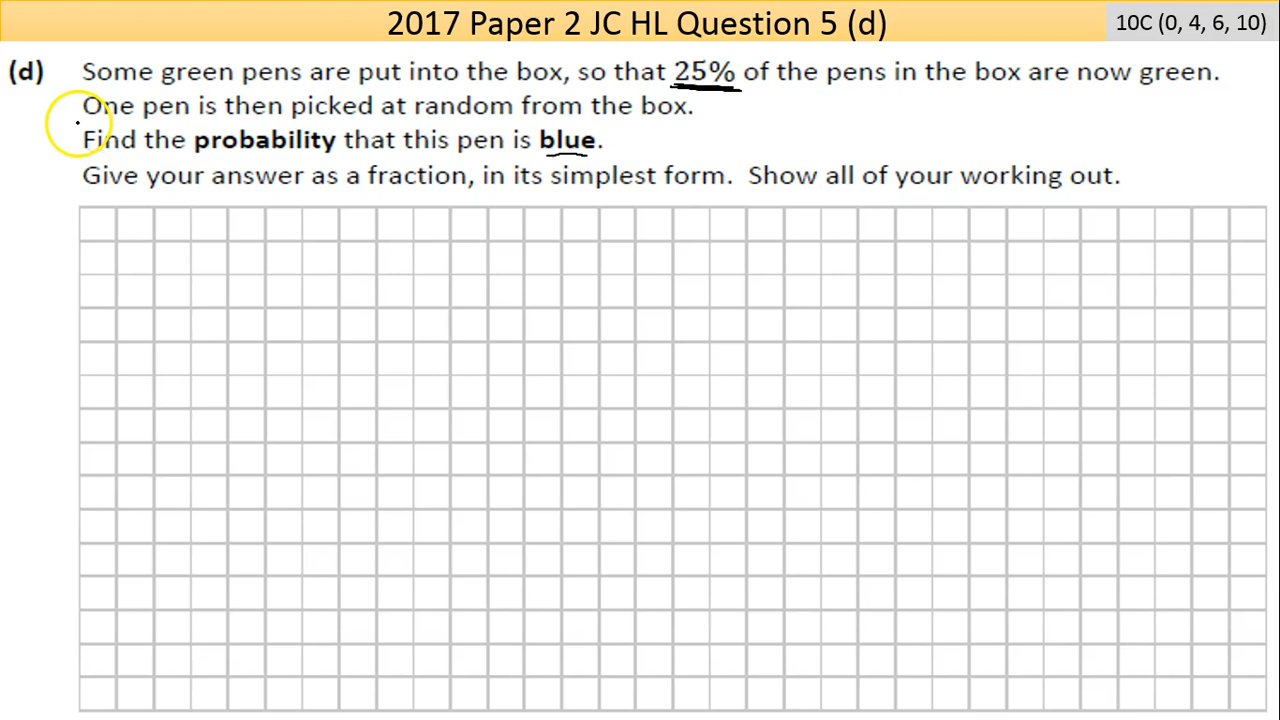 2017 Paper 2 JC HL Question 5 (d)
10C (0, 4, 6, 10)
(d) Some green pens are put into the box, so that 25% of the pens in the box are now green.
One pen is then picked at random from the box.
Find the probability that this pen is blue.
Give your answer as a fraction, in its simplest form. Show all of your working out.